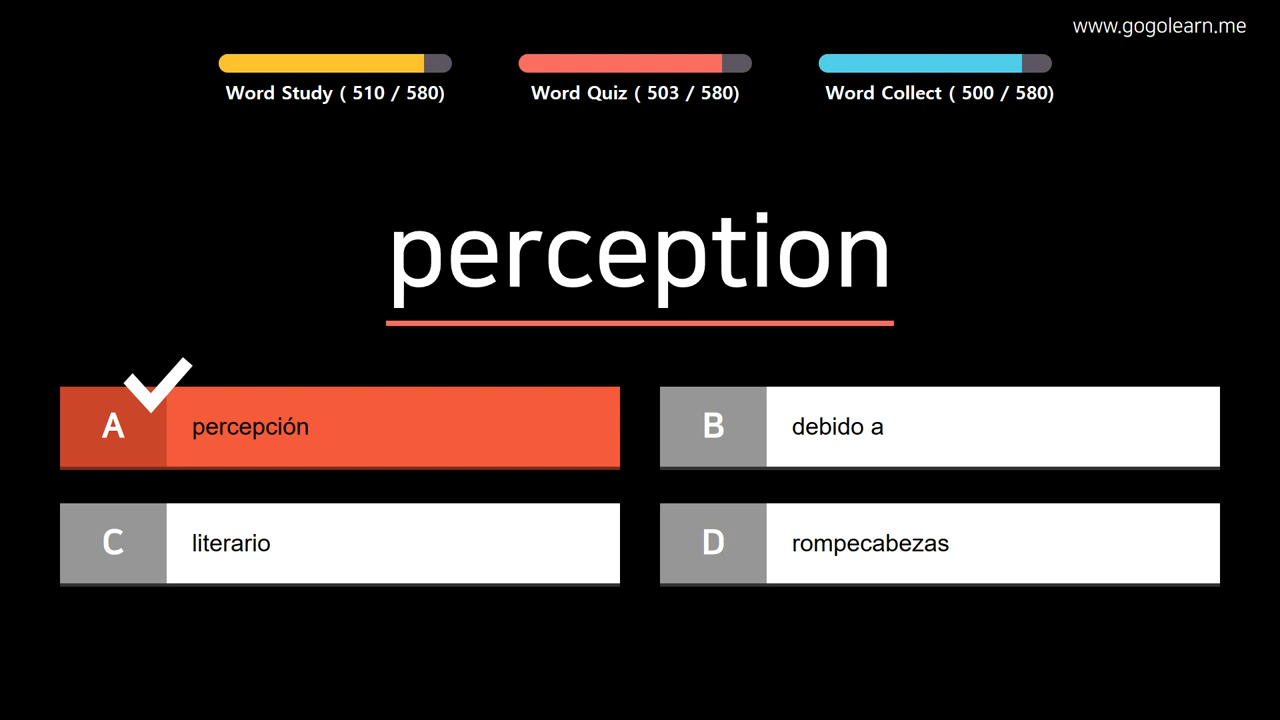 www.gogolearn.me
Word Study ( 510 / 580)
Word Quiz ( 503 / 580)
Word Collect ( 500 / 580)
perception
A percepción
B debido a
C literario
D rompecabezas